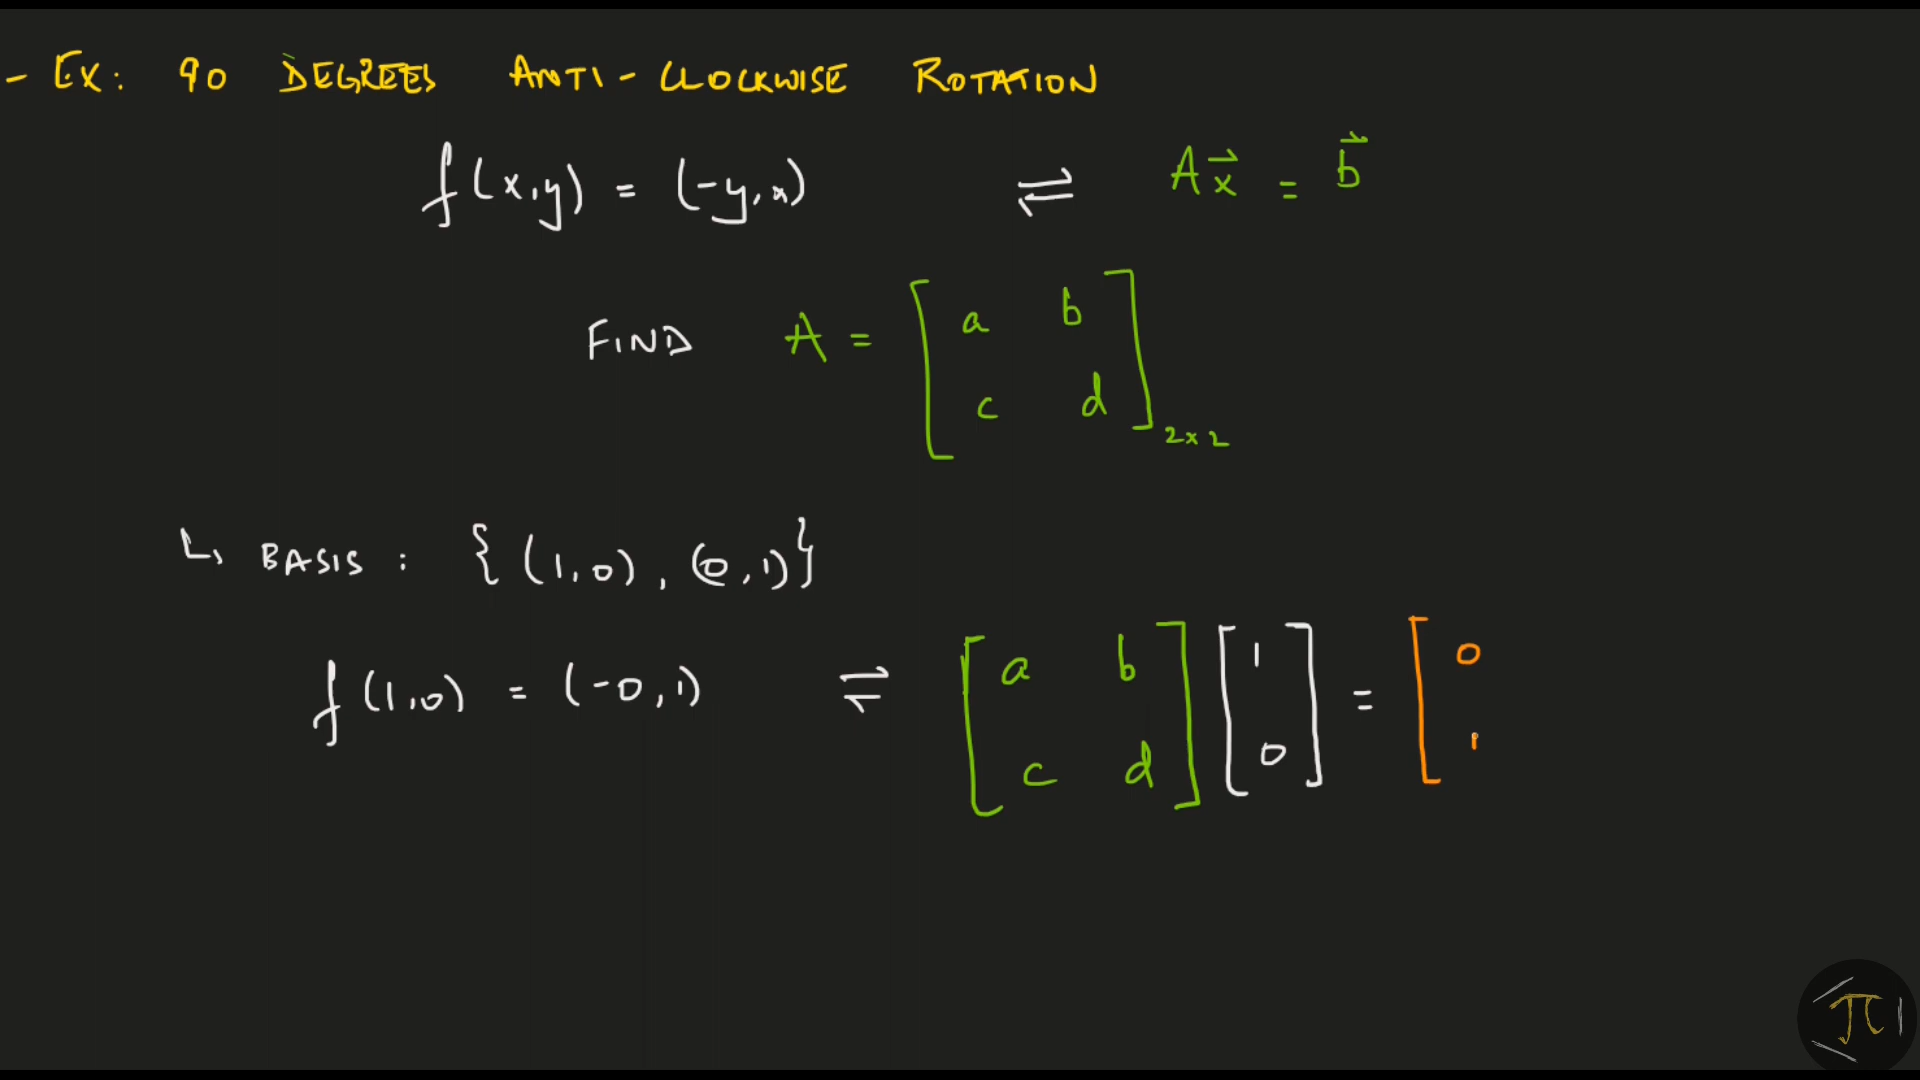 - Ex: 90 DEGREES ANTI-CLOCKWISE ROTATION
f(x,y) = (-y,x) ⇌ Ax⃗ = b⃗
FIND A = [a b
c d]2x2
↳ BASIS: {(1,0), (0,1)}
f(1,0) = (-0,1) ⇌ [a b [1 = [0
c d] 0] 1
π